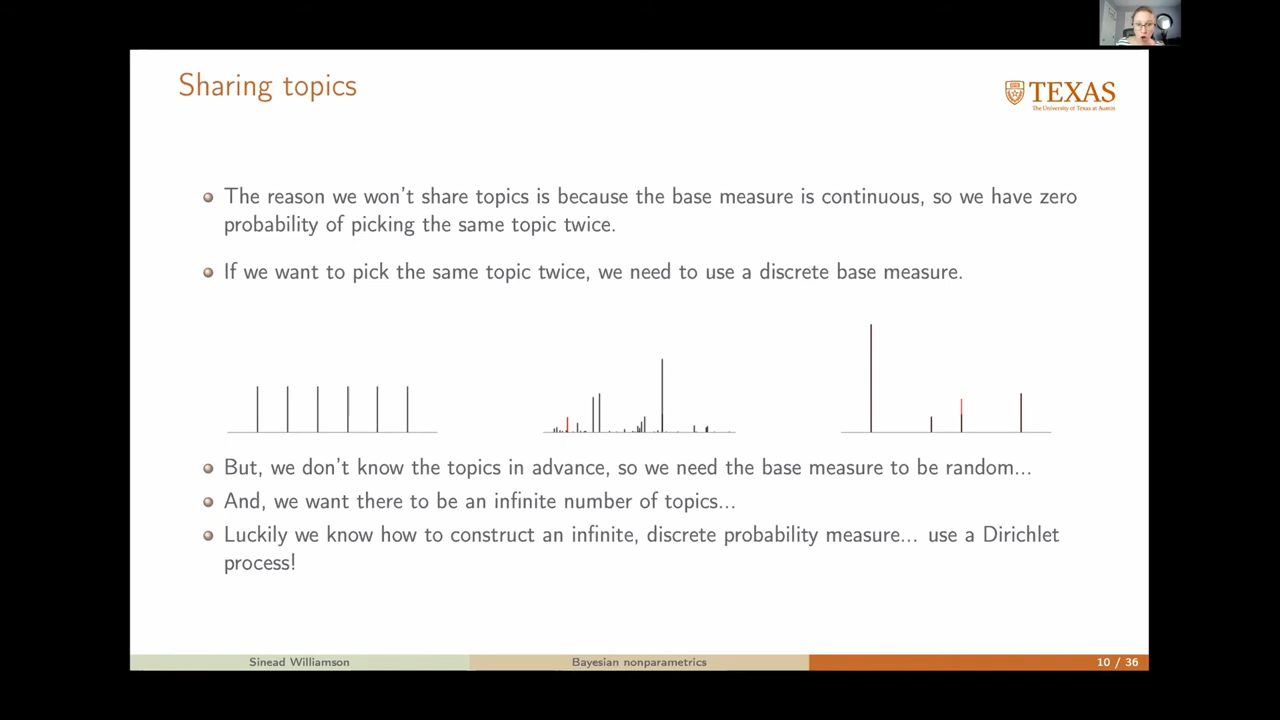 Sharing topics
TEXAS
The University of Texas at Austin
The reason we won't share topics is because the base measure is continuous, so we have zero
probability of picking the same topic twice.
If we want to pick the same topic twice, we need to use a discrete base measure.
But, we don't know the topics in advance, so we need the base measure to be random...
And, we want there to be an infinite number of topics...
Luckily we know how to construct an infinite, discrete probability measure... use a Dirichlet
process!
Sinead Williamson
Bayesian nonparametrics
10 / 36